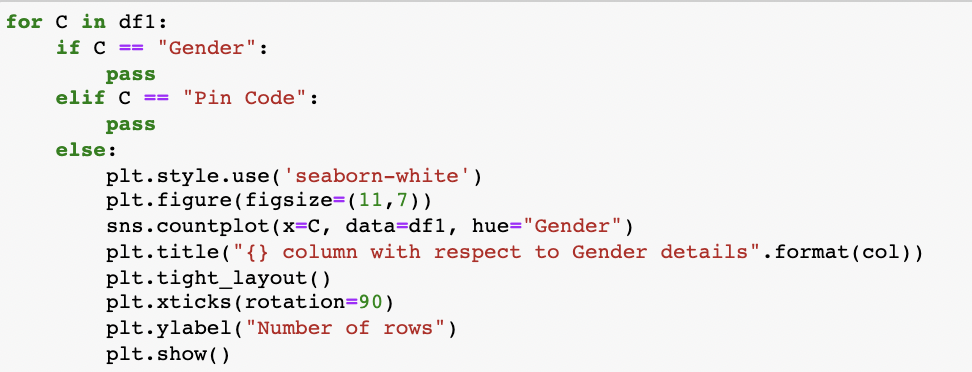 for C in df1:
    if C == "Gender":
        pass
    elif C == "Pin Code":
        pass
    else:
        plt.style.use('seaborn-white')
        plt.figure(figsize=(11,7))
        sns.countplot(x=C, data=df1, hue="Gender")
        plt.title("{} column with respect to Gender details".format(col))
        plt.tight_layout()
        plt.xticks(rotation=90)
        plt.ylabel("Number of rows")
        plt.show()